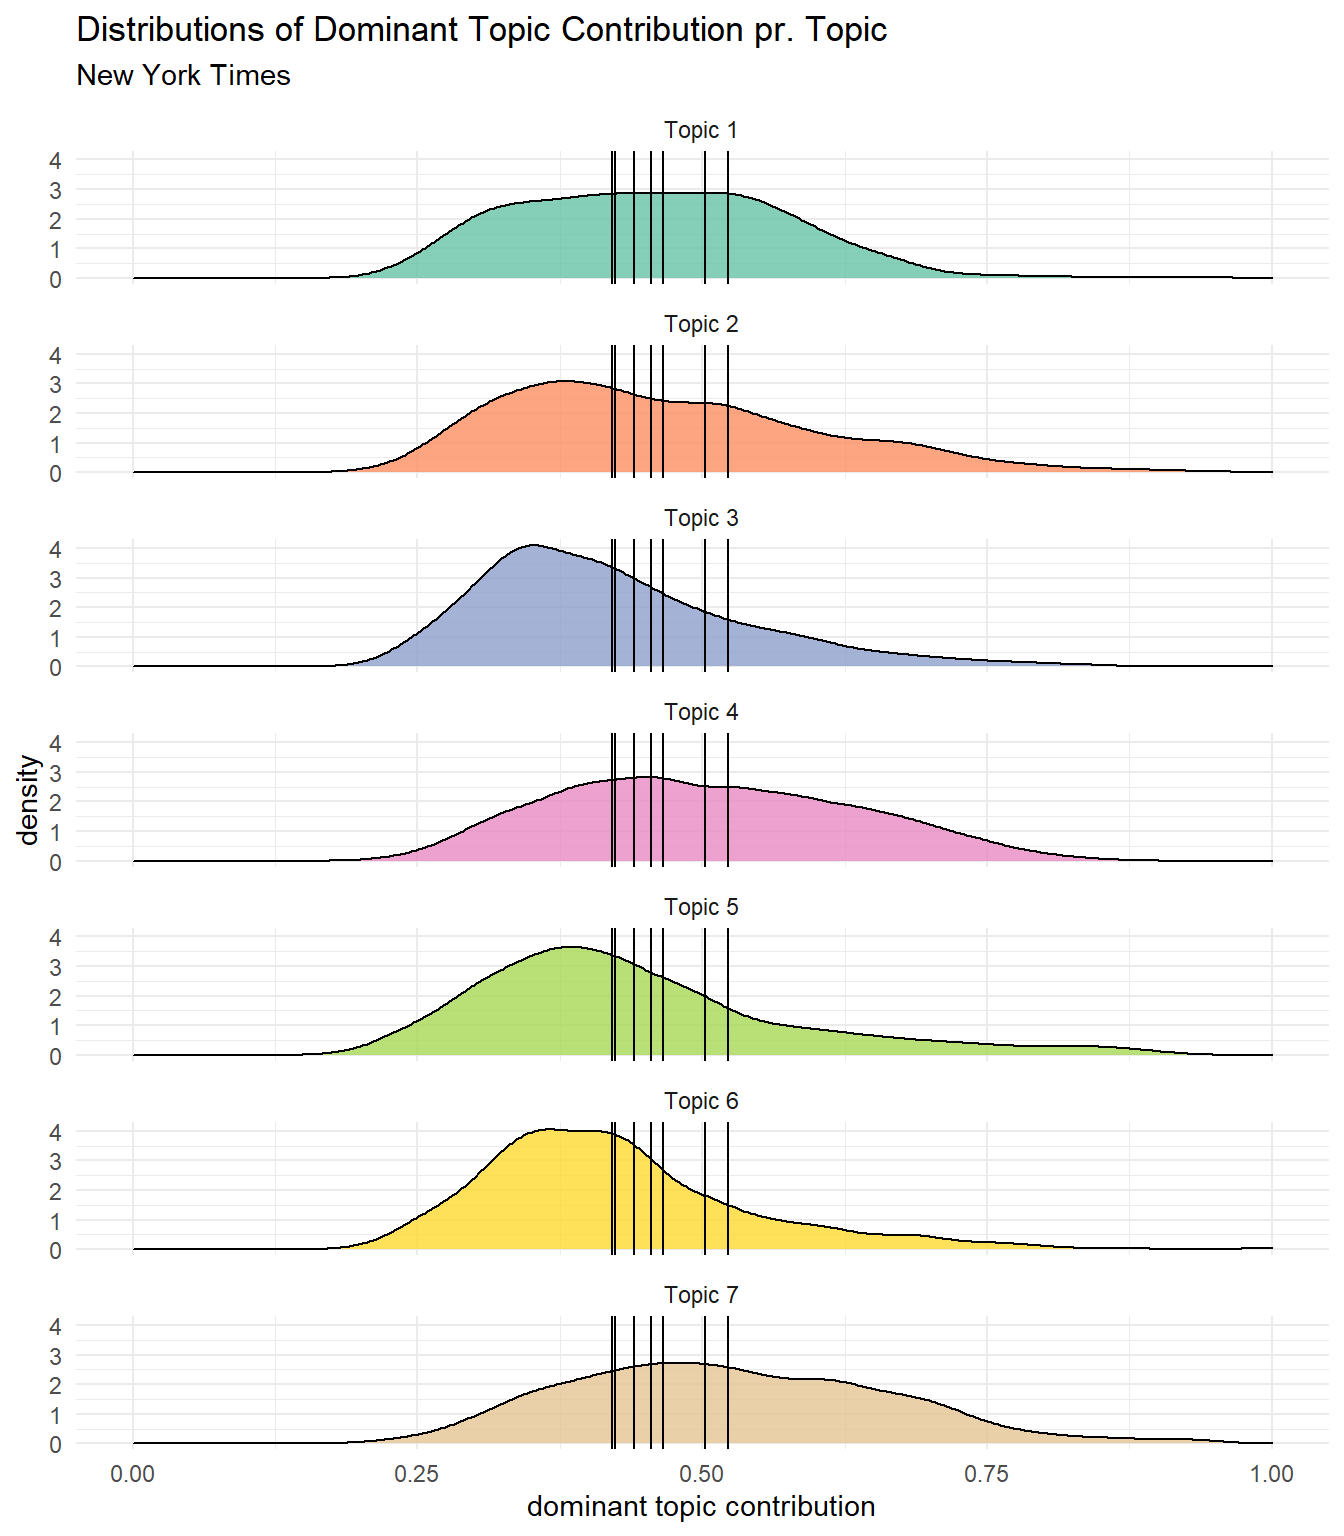 Distributions of Dominant Topic Contribution pr. Topic
New York Times
Topic 1
4
3
2
1
0
Topic 2
4
3
2
1
0
Topic 3
4
3
2
1
0
Topic 4
4
3
2
1
0
density
Topic 5
4
3
2
1
0
Topic 6
4
3
2
1
0
Topic 7
4
3
2
1
0
0.00 0.25 0.50 0.75 1.00
dominant topic contribution